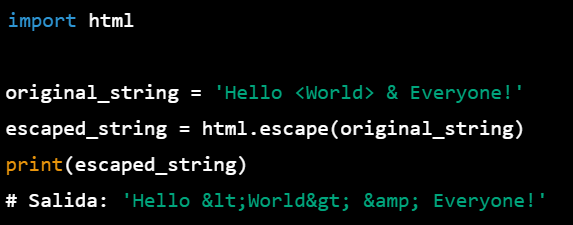 import html
original_string = 'Hello <World> & Everyone!'
escaped_string = html.escape(original_string)
print(escaped_string)
# Salida: 'Hello &lt;World&gt; &amp; Everyone!'